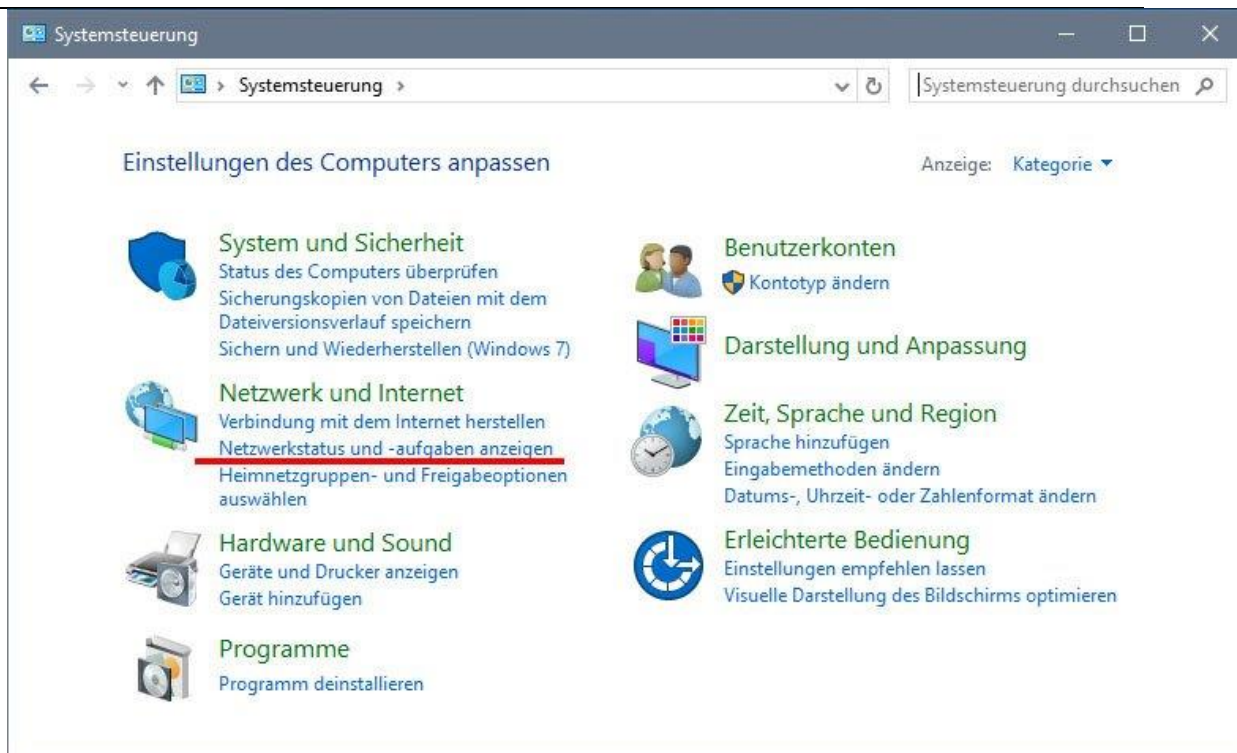 Systemsteuerung
Systemsteuerung
Systemsteuerung durchsuchen
Einstellungen des Computers anpassen
Anzeige: Kategorie
System und Sicherheit
Status des Computers überprüfen
Sicherungskopien von Dateien mit dem
Dateiversionsverlauf speichern
Sichern und Wiederherstellen (Windows 7)
Netzwerk und Internet
Verbindung mit dem Internet herstellen
Netzwerkstatus und -aufgaben anzeigen
Heimnetzgruppen- und Freigabeoptionen
auswählen
Hardware und Sound
Geräte und Drucker anzeigen
Gerät hinzufügen
Programme
Programm deinstallieren
Benutzerkonten
Kontotyp ändern
Darstellung und Anpassung
Zeit, Sprache und Region
Sprache hinzufügen
Eingabemethoden ändern
Datums-, Uhrzeit- oder Zahlenformat ändern
Erleichterte Bedienung
Einstellungen empfehlen lassen
Visuelle Darstellung des Bildschirms optimieren